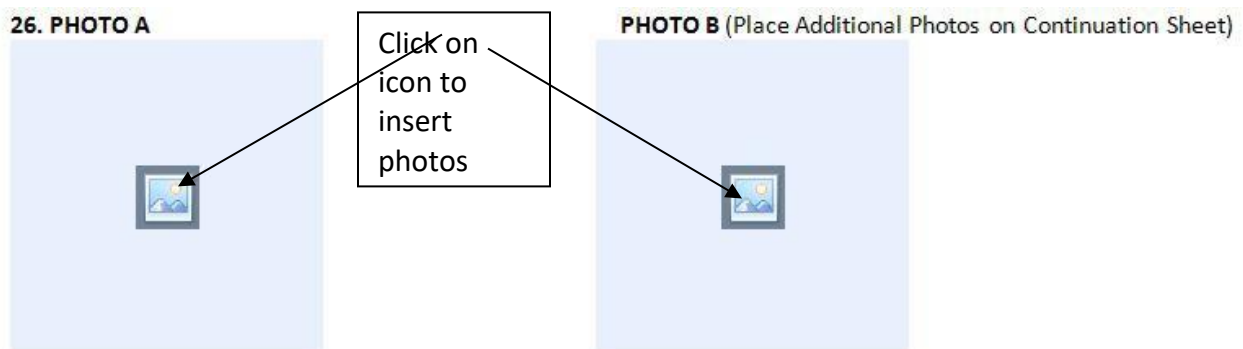 26. PHOTO A
PHOTO B (Place Additional Photos on Continuation Sheet)
Click on
icon to
insert
photos